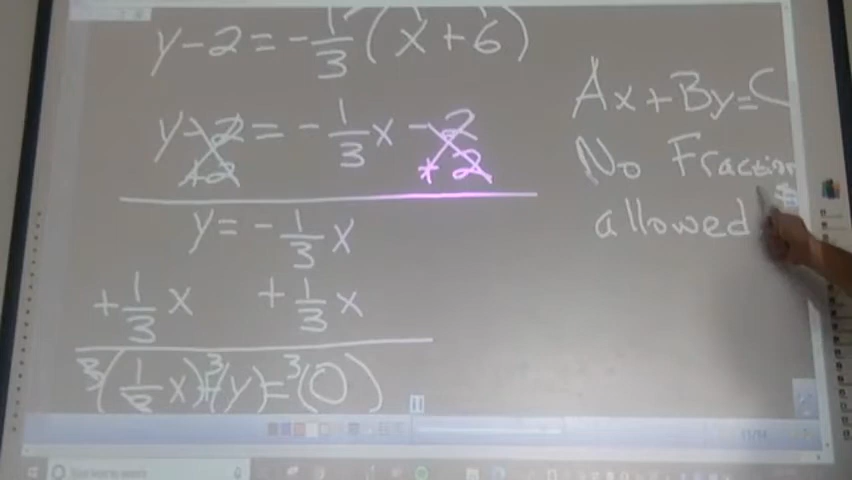 y-2=-1/3(x+6)
y-2=-1/3x-2
+2 +2
y=-1/3x
+1/3x +1/3x
3(1/3x)+3(y)=3(0)
Ax+By=C
No Fractions
allowed